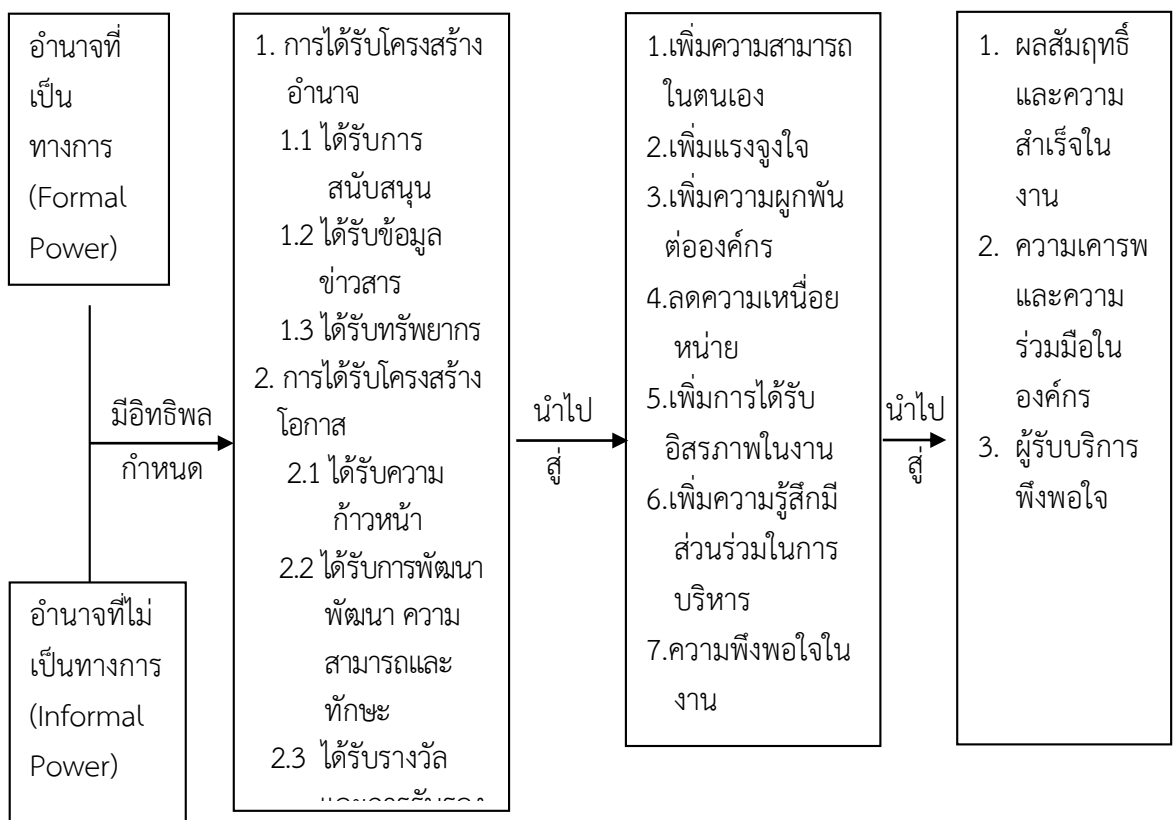 อำนาจที่
เป็น
ทางการ
(Formal
Power)
มีอิทธิพล
กำหนด
อำนาจที่ไม่
เป็นทางการ
(Informal
Power)
1. การได้รับโครงสร้าง
อำนาจ
1.1 ได้รับการ
สนับสนุน
1.2 ได้รับข้อมูล
ข่าวสาร
1.3 ได้รับทรัพยากร
2. การได้รับโครงสร้าง
โอกาส
2.1 ได้รับความ
ก้าวหน้า
2.2 ได้รับการพัฒนา
พัฒนา ความ
สามารถและ
ทักษะ
2.3 ได้รับรางวัล
นำไป
สู่
1.เพิ่มความสามารถ
ในตนเอง
2.เพิ่มแรงจูงใจ
3.เพิ่มความผูกพัน
ต่อองค์กร
4.ลดความเหนื่อย
หน่าย
5.เพิ่มการได้รับ
อิสรภาพในงาน
6.เพิ่มความรู้สึกมี
ส่วนร่วมในการ
บริหาร
7.ความพึงพอใจใน
งาน
นำไป
สู่
1. ผลสัมฤทธิ์
และความ
สำเร็จใน
งาน
2. ความเคารพ
และความ
ร่วมมือใน
องค์กร
3. ผู้รับบริการ
พึงพอใจ